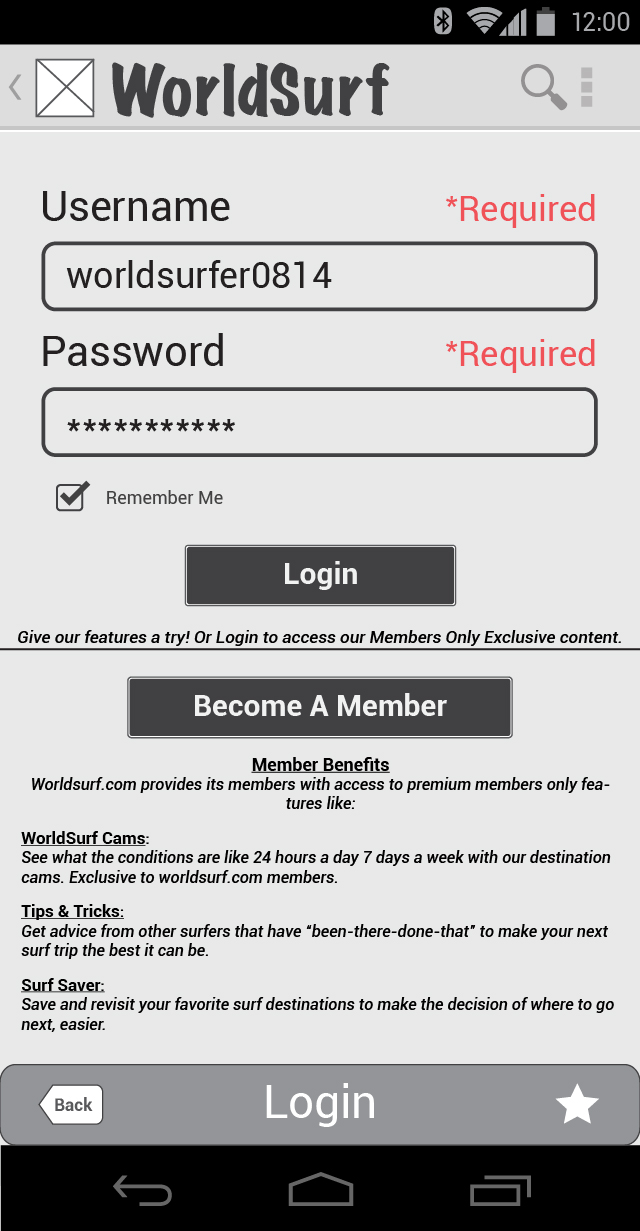 12:00
WorldSurf
Username *Required
worldsurfer0814
Password *Required
***********
Remember Me
Login
Give our features a try! Or Login to access our Members Only Exclusive content.
Become A Member
Member Benefits
Worldsurf.com provides its members with access to premium members only fea-
tures like:
WorldSurf Cams:
See what the conditions are like 24 hours a day 7 days a week with our destination
cams. Exclusive to worldsurf.com members.
Tips & Tricks:
Get advice from other surfers that have “been-there-done-that” to make your next
surf trip the best it can be.
Surf Saver:
Save and revisit your favorite surf destinations to make the decision of where to go
next, easier.
Back Login